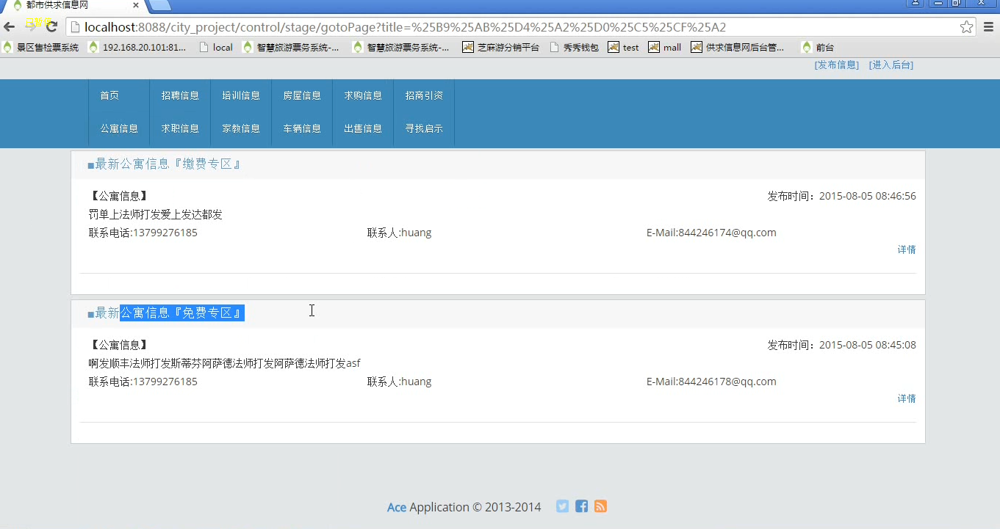 都市供求信息网
localhost:8088/city_project/control/stage/gotoPage?title=%25B9%25AB%25D4%25A2%25D0%25C5%25CF%25A2
景区售检票系统 192.168.20.101:81... local 智慧旅游票务系统-... 智慧旅游票务系统-... 芝麻游分销平台 秀秀钱包 test mall 供求信息网后台管... 前台
[发布信息] [进入后台]
首页 招聘信息 培训信息 房屋信息 求购信息 招商引资
公寓信息 求职信息 家教信息 车辆信息 出售信息 寻找启示
■最新公寓信息『缴费专区』
【公寓信息】 发布时间：2015-08-05 08:46:56
罚单上法师打发爱上发达都发
联系电话:13799276185 联系人:huang E-Mail:844246174@qq.com
详情
■最新公寓信息『免费专区』
【公寓信息】 发布时间：2015-08-05 08:45:08
啊发顺丰法师打发斯蒂芬阿萨德法师打发阿萨德法师打发asf
联系电话:13799276185 联系人:huang E-Mail:844246178@qq.com
详情
Ace Application © 2013-2014